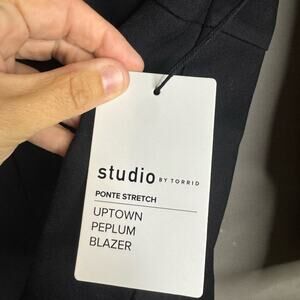 studio BY TORRID
PONTE STRETCH
UPTOWN
PEPLUM
BLAZER